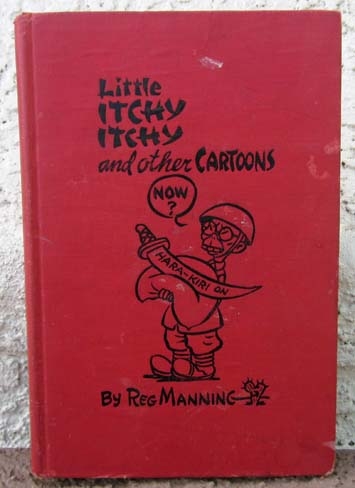 Little
ITCHY
ITCHY
and other CARTOONS
NOW
?
HARA-KIRI ON
By REG MANNING